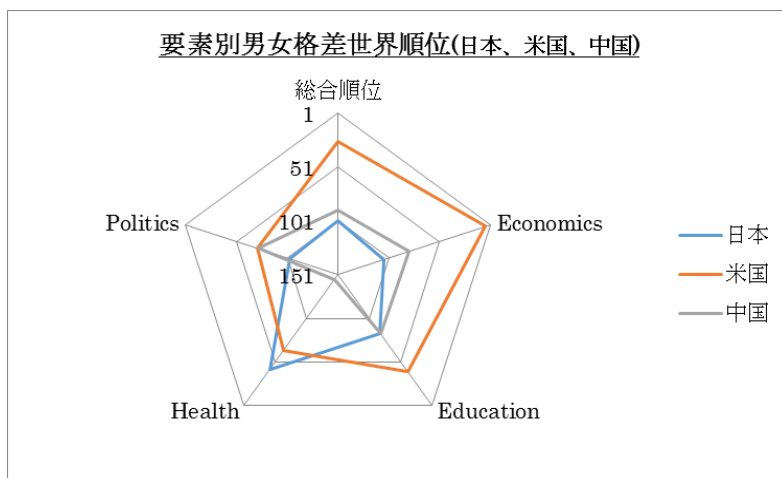 要素別男女格差世界順位(日本、米国、中国)
総合順位
1
51
101
151
Economics
Education
Health
Politics
日本
米国
中国